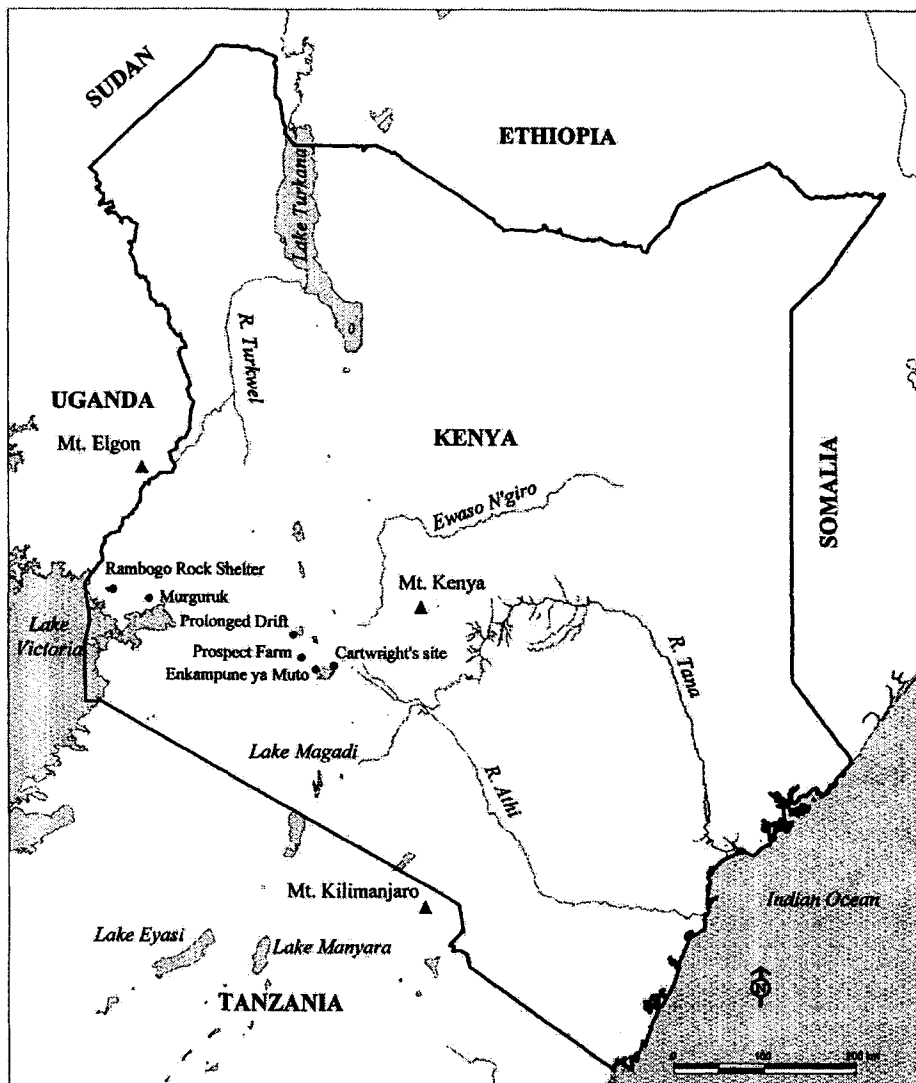 SUDAN
ETHIOPIA
Lake Turkana
R. Turkwel
UGANDA
Mt. Elgon
KENYA
SOMALIA
Ewaso N'giro
Rambogo Rock Shelter
Murguruk
Mt. Kenya
Lake
Victoria
Prolonged Drift
Prospect Farm
Cartwright's site
Enkampune ya Muto
R. Tana
Lake Magadi
R. Athi
Mt. Kilimanjaro
Indian Ocean
Lake Eyasi
Lake Manyara
TANZANIA
N
0 100 200 km